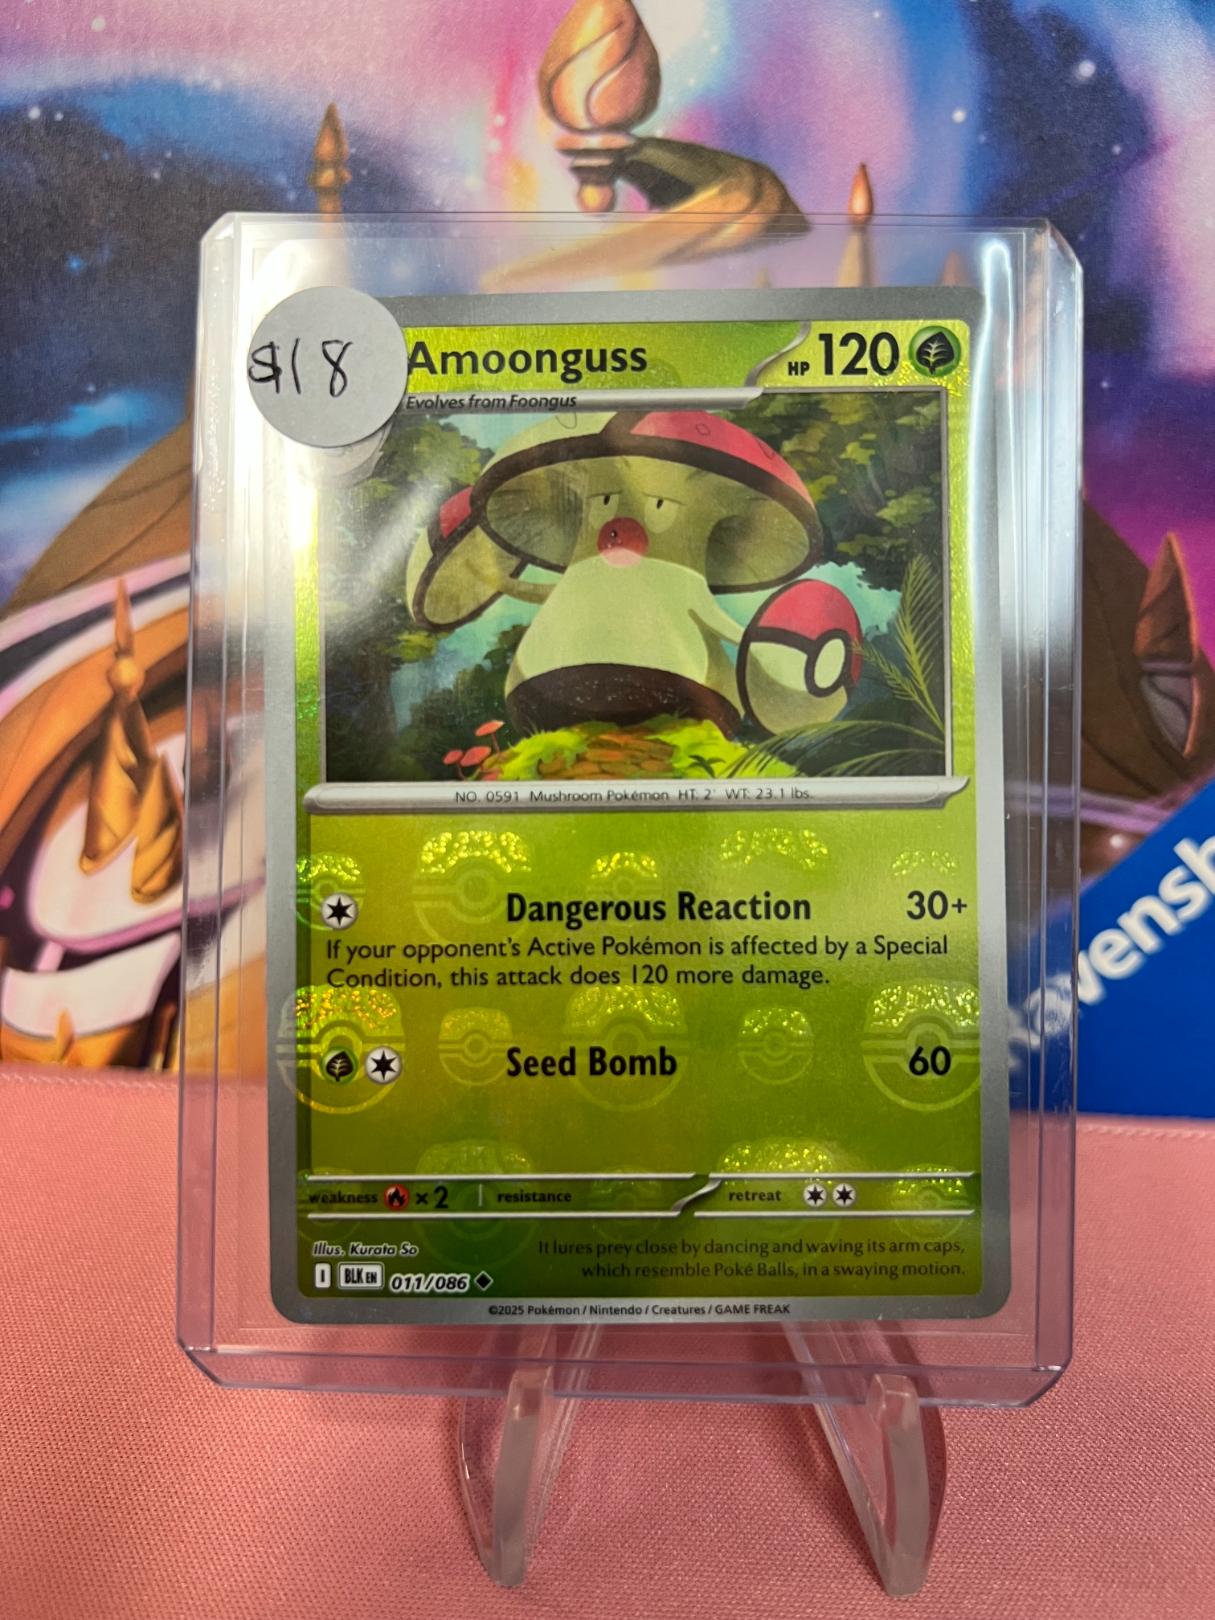 $18
Amoonguss HP 120
Evolves from Foongus
NO. 0591 Mushroom Pokémon HT: 2' WT: 23.1 lbs.
Dangerous Reaction 30+
If your opponent's Active Pokémon is affected by a Special
Condition, this attack does 120 more damage.
Seed Bomb 60
weakness ×2 resistance retreat
Illus. Kurata So
It lures prey close by dancing and waving its arm caps,
which resemble Poké Balls, in a swaying motion.
I BLK EN 011/086
©2025 Pokémon / Nintendo / Creatures / GAME FREAK